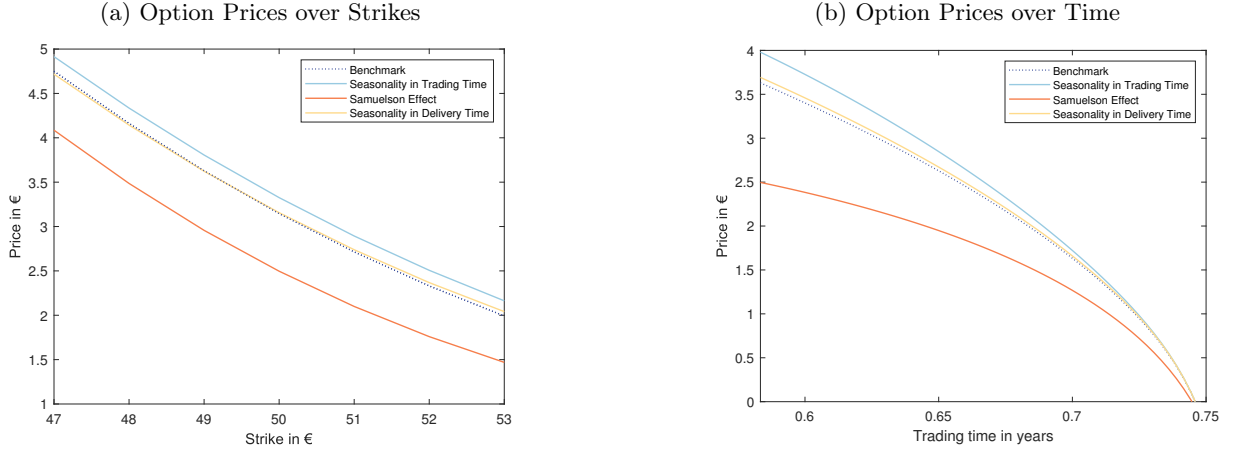 (a) Option Prices over Strikes
5
4.5
4
3.5
3
2.5
2
1.5
1
Price in €
47
48
49
50
51
52
53
Strike in €
Benchmark
Seasonality in Trading Time
Samuelson Effect
Seasonality in Delivery Time
(b) Option Prices over Time
4
3.5
3
2.5
2
1.5
1
0.5
0
Price in €
0.6
0.65
0.7
0.75
Trading time in years
Benchmark
Seasonality in Trading Time
Samuelson Effect
Seasonality in Delivery Time